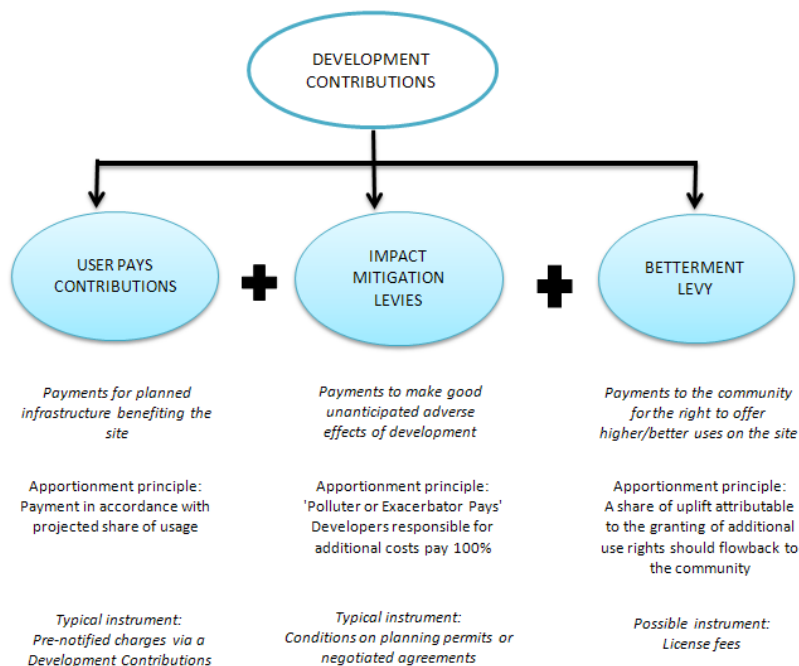 DEVELOPMENT
CONTRIBUTIONS
USER PAYS
CONTRIBUTIONS
IMPACT
MITIGATION
LEVIES
BETTERMENT
LEVY
Payments for planned
infrastructure benefiting the
site
Payments to make good
unanticipated adverse
effects of development
Payments to the community
for the right to offer
higher/better uses on the site
Apportionment principle:
Payment in accordance with
projected share of usage
Apportionment principle:
'Polluter or Exacerbator Pays'
Developers responsible for
additional costs pay 100%
Apportionment principle:
A share of uplift attributable
to the granting of additional
use rights should flowback to
the community
Typical instrument:
Pre-notified charges via a
Development Contributions
Typical instrument:
Conditions on planning permits or
negotiated agreements
Possible instrument:
License fees